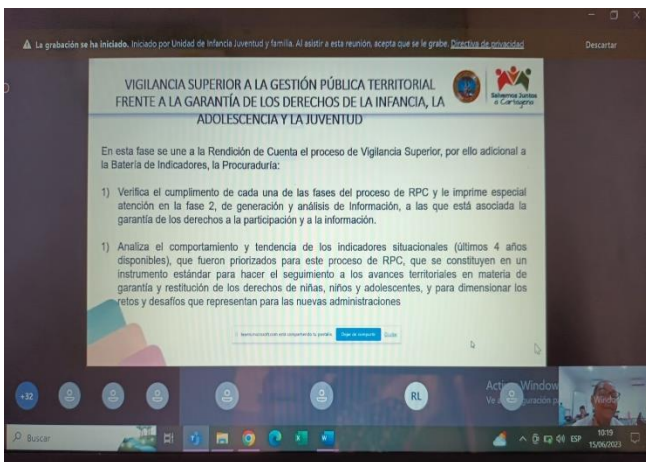 La grabación se ha iniciado. Iniciado por Unidad de Infancia Juventud y familia. Al asistir a esta reunión, acepta que se le grabe. Directiva de privacidad
Descartar
VIGILANCIA SUPERIOR A LA GESTIÓN PÚBLICA TERRITORIAL
FRENTE A LA GARANTÍA DE LOS DERECHOS DE LA INFANCIA, LA
ADOLESCENCIA Y LA JUVENTUD
Salvemos Juntos
a Cartagena
En esta fase se une a la Rendición de Cuenta el proceso de Vigilancia Superior, por ello adicional a
la Batería de Indicadores, la Procuraduría:
1) Verifica el cumplimento de cada una de las fases del proceso de RPC y le imprime especial
atención en la fase 2, de generación y análisis de Información, a las que está asociada la
garantía de los derechos a la participación y a la información.
1) Analiza el comportamiento y tendencia de los indicadores situacionales (últimos 4 años
disponibles), que fueron priorizados para este proceso de RPC, que se constituyen en un
instrumento estándar para hacer el seguimiento a los avances territoriales en materia de
garantía y restitución de los derechos de niñas, niños y adolescentes, y para dimensionar los
retos y desafíos que representan para las nuevas administraciones
Dejar de compartir
Ocultar
+32
RL
Window
Buscar
ESP
10:19
15/06/2023